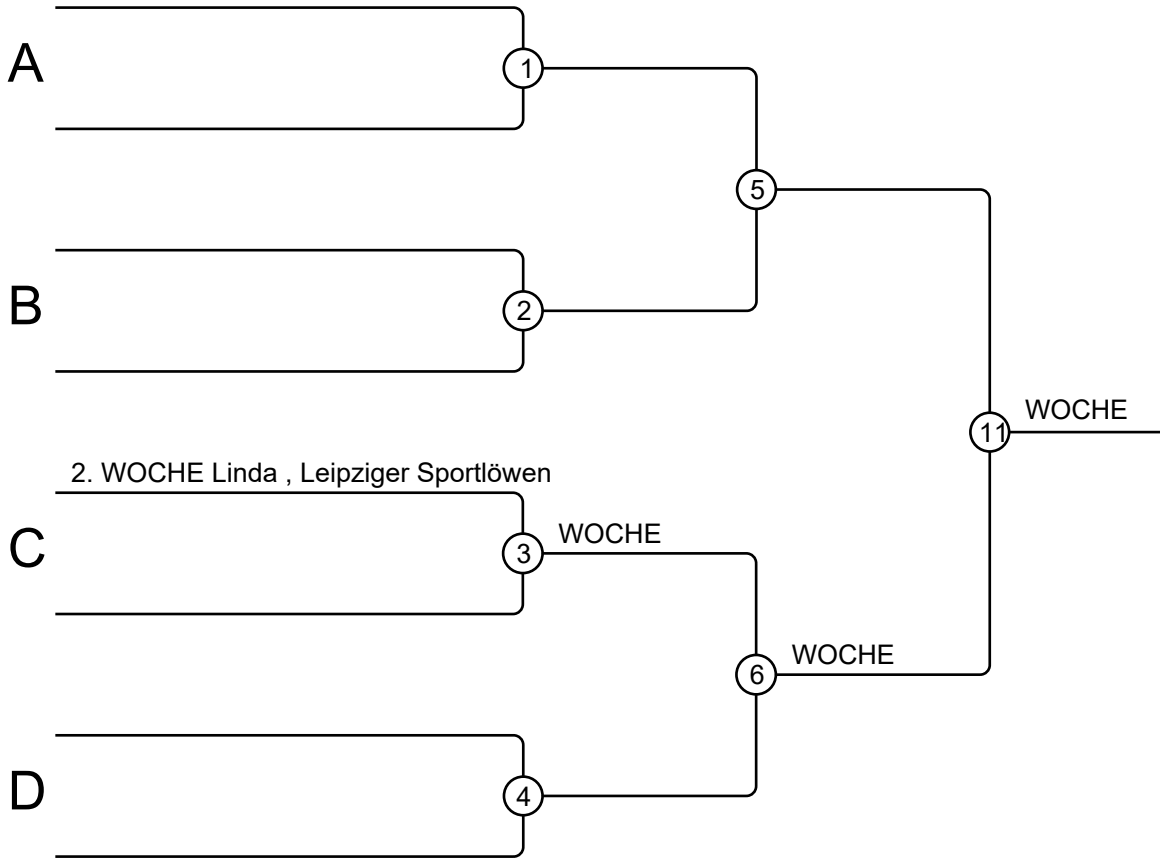 A
1
5
B
2
WOCHE
11
2. WOCHE Linda , Leipziger Sportlöwen
C
3
WOCHE
6
WOCHE
D
4